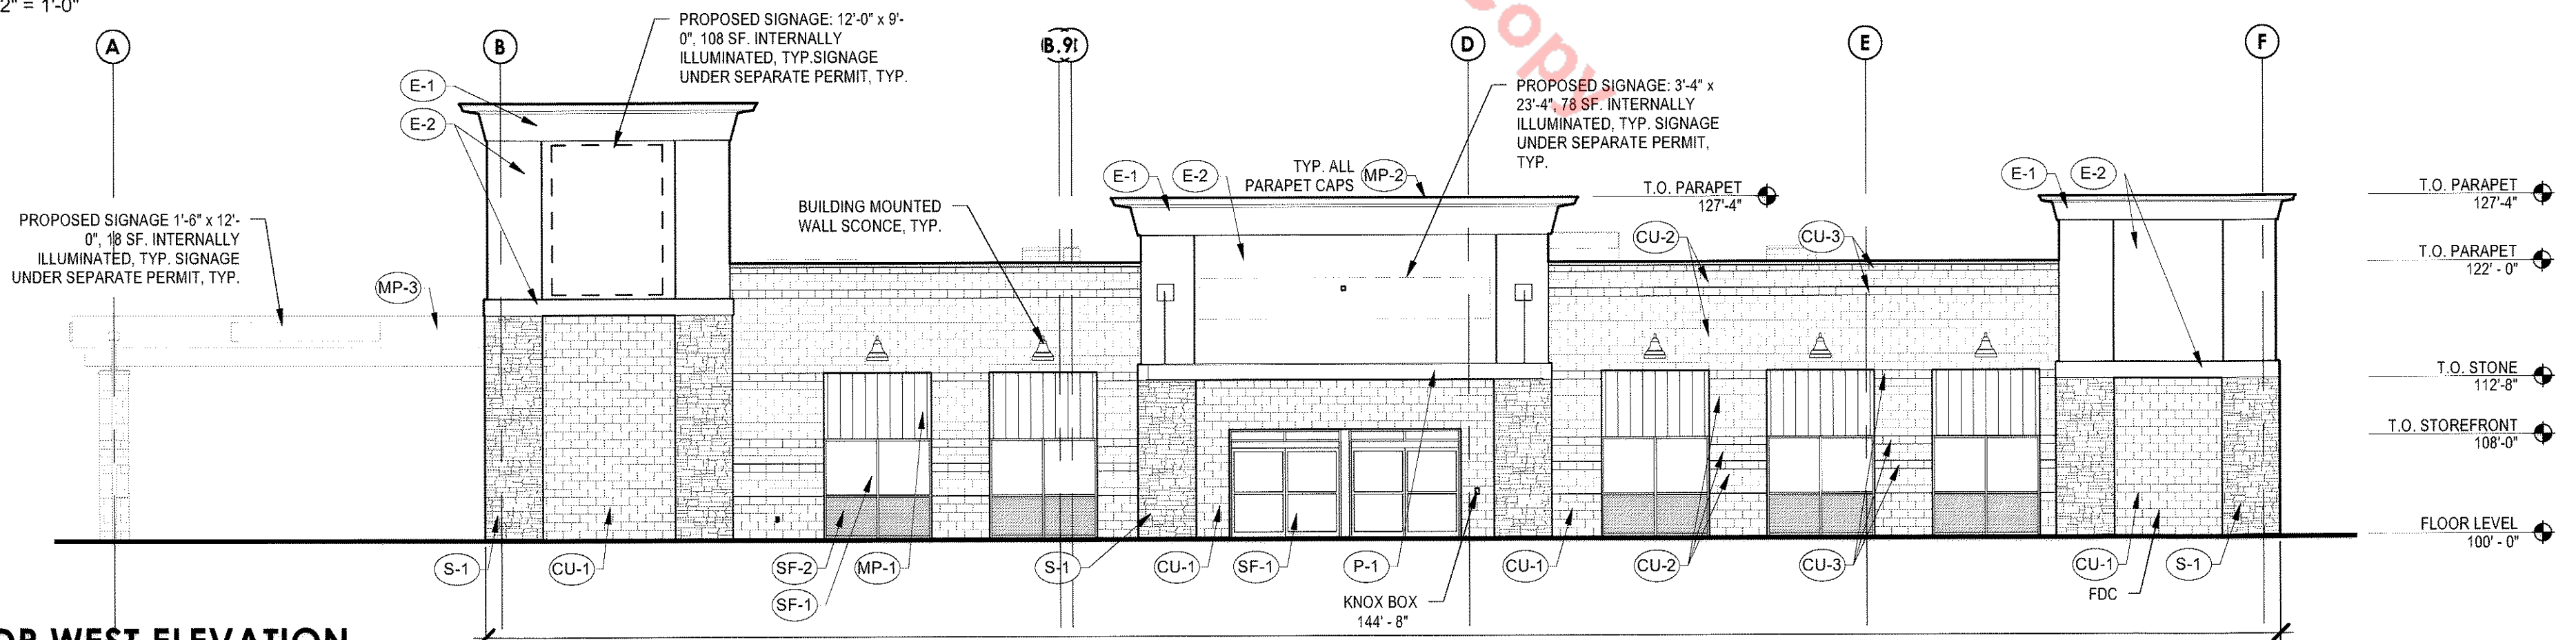 2" = 1'-0"
copy
A
B
B.9
D
E
F
PROPOSED SIGNAGE: 12'-0" x 9'-
0", 108 SF. INTERNALLY
ILLUMINATED, TYP.SIGNAGE
UNDER SEPARATE PERMIT, TYP.
E-1
E-2
PROPOSED SIGNAGE: 3'-4" x
23'-4", 78 SF. INTERNALLY
ILLUMINATED, TYP. SIGNAGE
UNDER SEPARATE PERMIT,
TYP.
E-1
E-2
TYP. ALL
PARAPET CAPS
MP-2
T.O. PARAPET
127'-4"
E-1
E-2
T.O. PARAPET
127'-4"
PROPOSED SIGNAGE 1'-6" x 12'-
0", 18 SF. INTERNALLY
ILLUMINATED, TYP. SIGNAGE
UNDER SEPARATE PERMIT, TYP.
MP-3
BUILDING MOUNTED
WALL SCONCE, TYP.
CU-2
CU-3
T.O. PARAPET
122' - 0"
T.O. STONE
112'-8"
T.O. STOREFRONT
108'-0"
FLOOR LEVEL
100' - 0"
S-1
CU-1
SF-2
MP-1
SF-1
S-1
CU-1
SF-1
P-1
CU-1
CU-2
CU-3
CU-1
S-1
FDC
KNOX BOX
144' - 8"
OR WEST ELEVATION